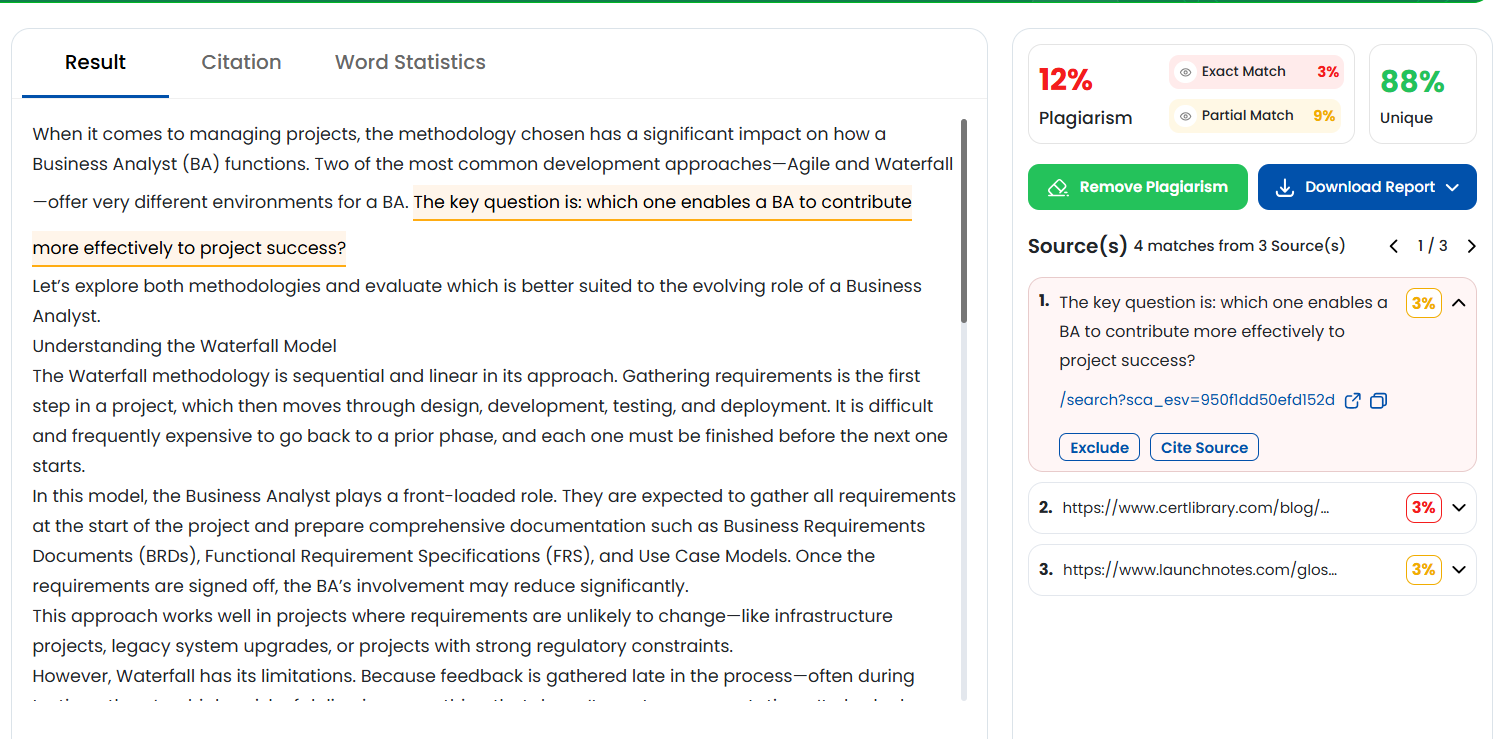 Result Citation Word Statistics
When it comes to managing projects, the methodology chosen has a significant impact on how a
Business Analyst (BA) functions. Two of the most common development approaches—Agile and Waterfall
—offer very different environments for a BA. The key question is: which one enables a BA to contribute
more effectively to project success?
Let’s explore both methodologies and evaluate which is better suited to the evolving role of a Business
Analyst.
Understanding the Waterfall Model
The Waterfall methodology is sequential and linear in its approach. Gathering requirements is the first
step in a project, which then moves through design, development, testing, and deployment. It is difficult
and frequently expensive to go back to a prior phase, and each one must be finished before the next one
starts.
In this model, the Business Analyst plays a front-loaded role. They are expected to gather all requirements
at the start of the project and prepare comprehensive documentation such as Business Requirements
Documents (BRDs), Functional Requirement Specifications (FRS), and Use Case Models. Once the
requirements are signed off, the BA’s involvement may reduce significantly.
This approach works well in projects where requirements are unlikely to change—like infrastructure
projects, legacy system upgrades, or projects with strong regulatory constraints.
However, Waterfall has its limitations. Because feedback is gathered late in the process—often during
12%
Plagiarism
Exact Match 3%
Partial Match 9%
88%
Unique
Remove Plagiarism
Download Report
Source(s) 4 matches from 3 Source(s) 1 / 3
1. The key question is: which one enables a 3%
BA to contribute more effectively to
project success?
/search?sca_esv=950f1dd50efd152d
Exclude Cite Source
2. https://www.certlibrary.com/blog/... 3%
3. https://www.launchnotes.com/glos... 3%